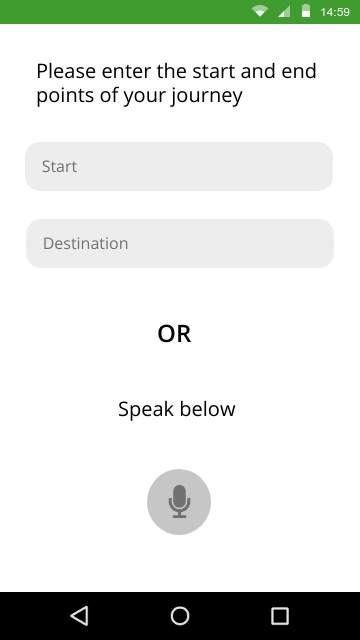 14:59
Please enter the start and end
points of your journey
Start
Destination
OR
Speak below